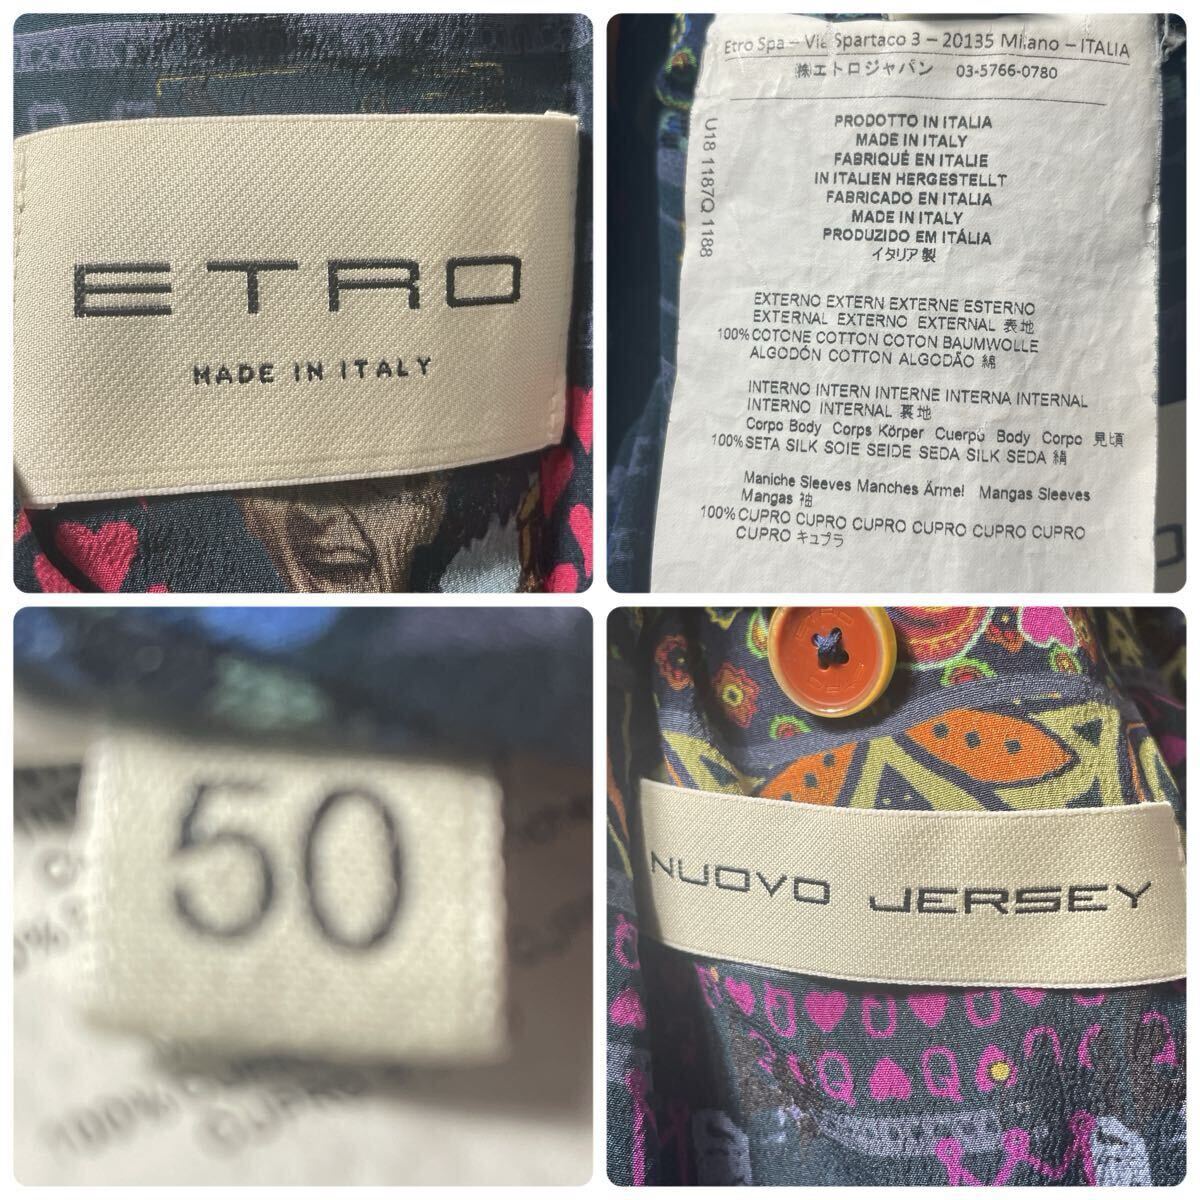 ETRO
MADE IN ITALY
Etro Spa – Via Spartaco 3 – 20135 Milano – ITALIA
㈱エトロジャパン 03-5766-0780
PRODOTTO IN ITALIA
MADE IN ITALY
FABRIQUÉ EN ITALIE
IN ITALIEN HERGESTELLT
FABRICADO EN ITALIA
MADE IN ITALY
PRODUZIDO EM ITÁLIA
イタリア製
U18 1187Q 1188
EXTERNO EXTERN EXTERNE ESTERNO
EXTERNAL EXTERNO EXTERNAL 表地
100% COTONE COTTON COTON BAUMWOLLE
ALGODÓN COTTON ALGODÃO 綿
INTERNO INTERN INTERNE INTERNA INTERNAL
INTERNO INTERNAL 裏地
Corpo Body Corps Körper Cuerpo Body Corpo 見頃
100% SETA SILK SOIE SEIDE SEDA SILK SEDA 絹
Maniche Sleeves Manches Ärmel Mangas Sleeves
Mangas 袖
100% CUPRO CUPRO CUPRO CUPRO CUPRO CUPRO
CUPRO キュプラ
50
ETRO
NUOVO JERSEY
Q Q